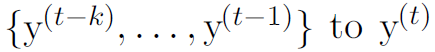 {y^{(t−k)}, . . . , y^{(t−1)}} to y^{(t)}